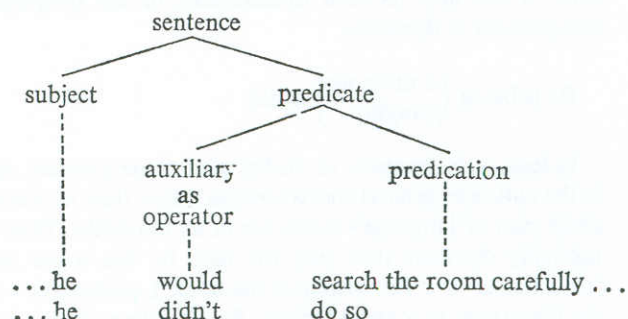 sentence
subject predicate
auxiliary predication
as
operator
...he would search the room carefully ...
...he didn't do so